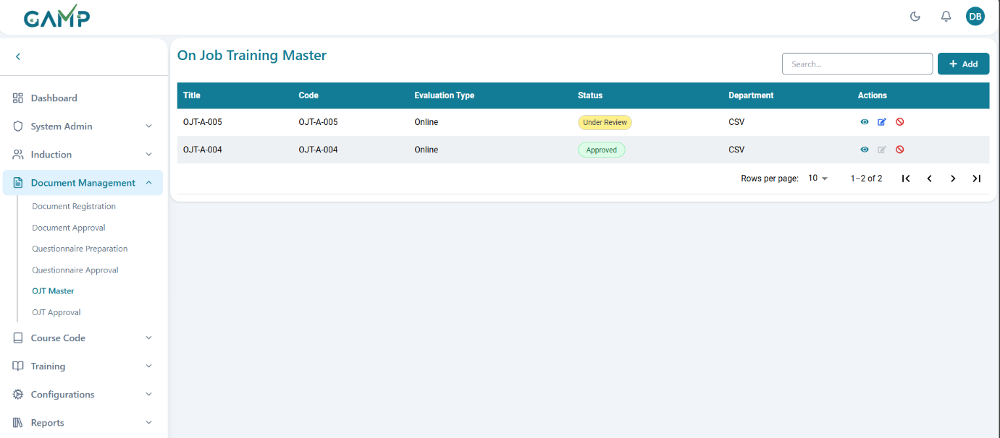 GAMP
DB
On Job Training Master
Search...
+ Add
Dashboard
System Admin
Induction
Document Management
Document Registration
Document Approval
Questionnaire Preparation
Questionnaire Approval
OJT Master
OJT Approval
Course Code
Training
Configurations
Reports
Title Code Evaluation Type Status Department Actions
OJT-A-005 OJT-A-005 Online Under Review CSV
OJT-A-004 OJT-A-004 Online Approved CSV
Rows per page: 10 1–2 of 2